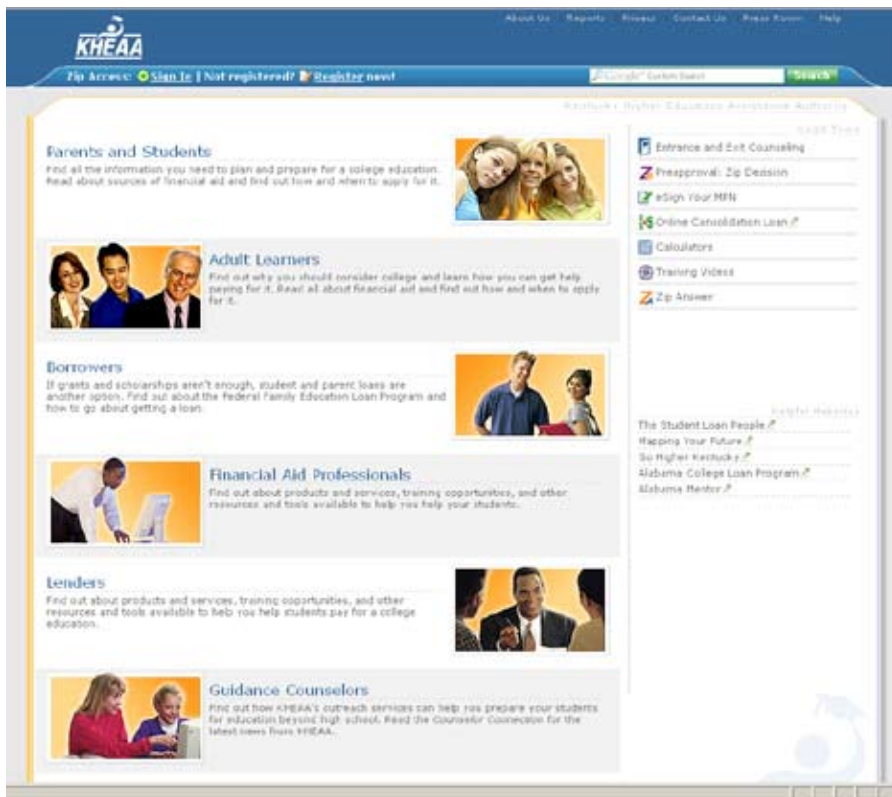 About Us Reports Privacy Contact Us Press Room Help
KHEAA
Zip Access: Sign In | Not registered? Register now!
Google™ Custom Search Search
Kentucky Higher Education Assistance Authority
Parents and Students
Find all the information you need to plan and prepare for a college education.
Read about sources of financial aid and find out how and when to apply for it.
Adult Learners
Find out why you should consider college and learn how you can get help
paying for it. Read all about financial aid and find out how and when to apply
for it.
Borrowers
If grants and scholarships aren't enough, student and parent loans are
another option. Find out about the Federal Family Education Loan Program and
how to go about getting a loan.
Financial Aid Professionals
Find out about products and services, training opportunities, and other
resources and tools available to help you help your students.
Lenders
Find out about products and services, training opportunities, and other
resources and tools available to help you help students pay for a college
education.
Guidance Counselors
Find out how KHEAA's outreach services can help you prepare your students
for education beyond high school. Read the Counselor Connection for the
latest news from KHEAA.
Entrance and Exit Counseling
Preapproval: Zip Decision
eSign Your MPN
Online Consolidation Loan
Calculators
Training Videos
Zip Answer
Helpful Websites
The Student Loan People
Mapping Your Future
Go Higher Kentucky
Alabama College Loan Program
Alabama Mentor